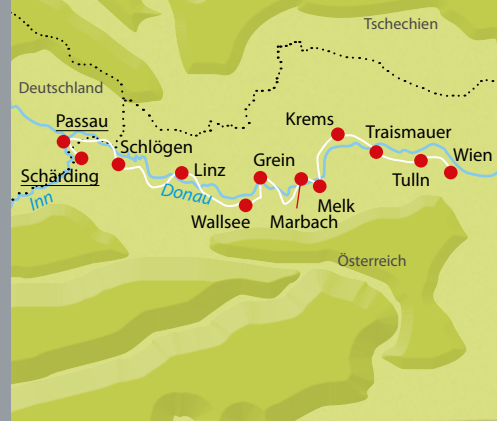 Tschechien
Deutschland
Passau
Krems
Traismauer
Schlögen
Grein
Wien
Schärding
Linz
Tulln
Inn
Donau
Melk
Wallsee
Marbach
Österreich